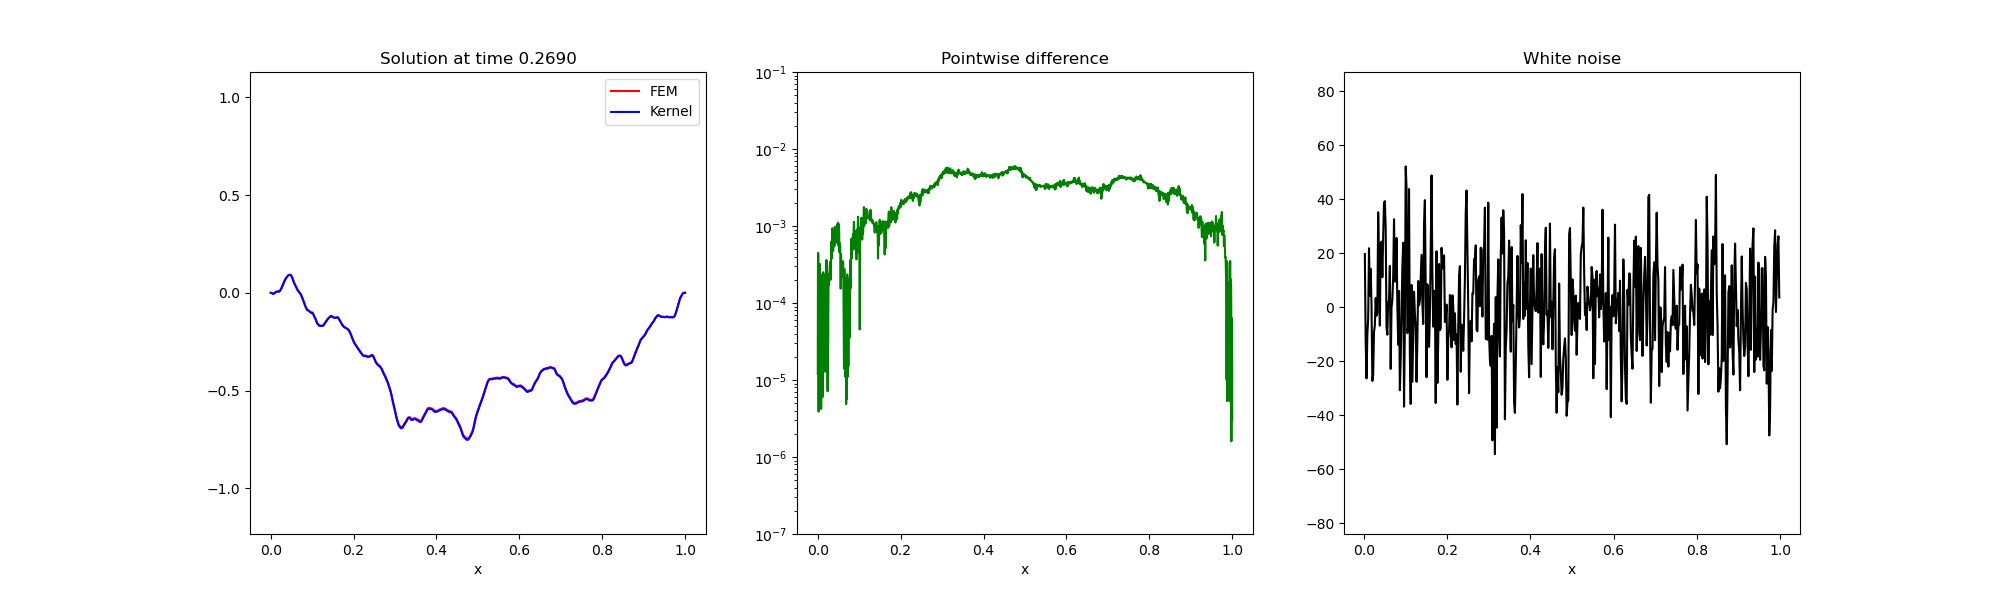 Solution at time 0.2690
1.0
0.5
0.0
−0.5
−1.0
0.0 0.2 0.4 0.6 0.8 1.0
x
FEM
Kernel
Pointwise difference
10⁻¹
10⁻²
10⁻³
10⁻⁴
10⁻⁵
10⁻⁶
10⁻⁷
0.0 0.2 0.4 0.6 0.8 1.0
x
White noise
80
60
40
20
0
−20
−40
−60
−80
0.0 0.2 0.4 0.6 0.8 1.0
x